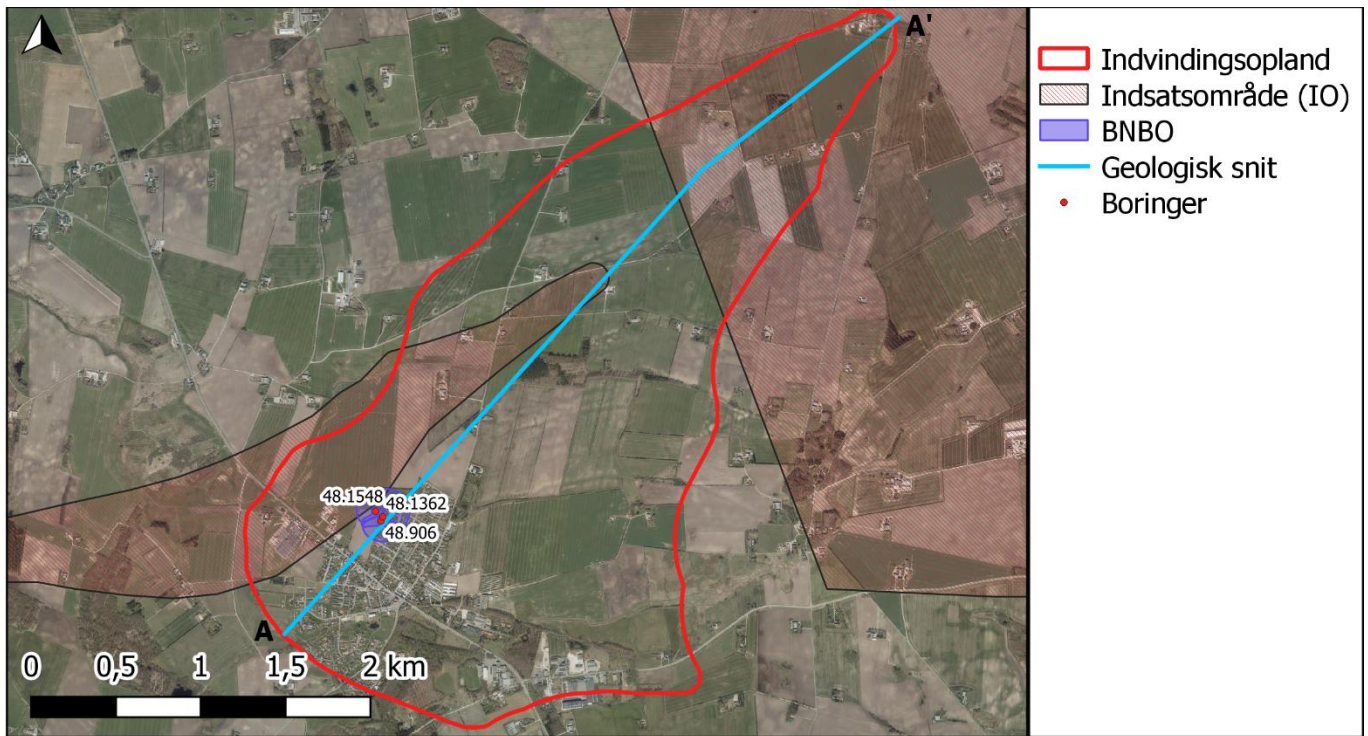 A'
48.1548
48.1362
48.906
A
0 0,5 1 1,5 2 km
Indvindingsopland
Indsatsområde (IO)
BNBO
Geologisk snit
Boringer